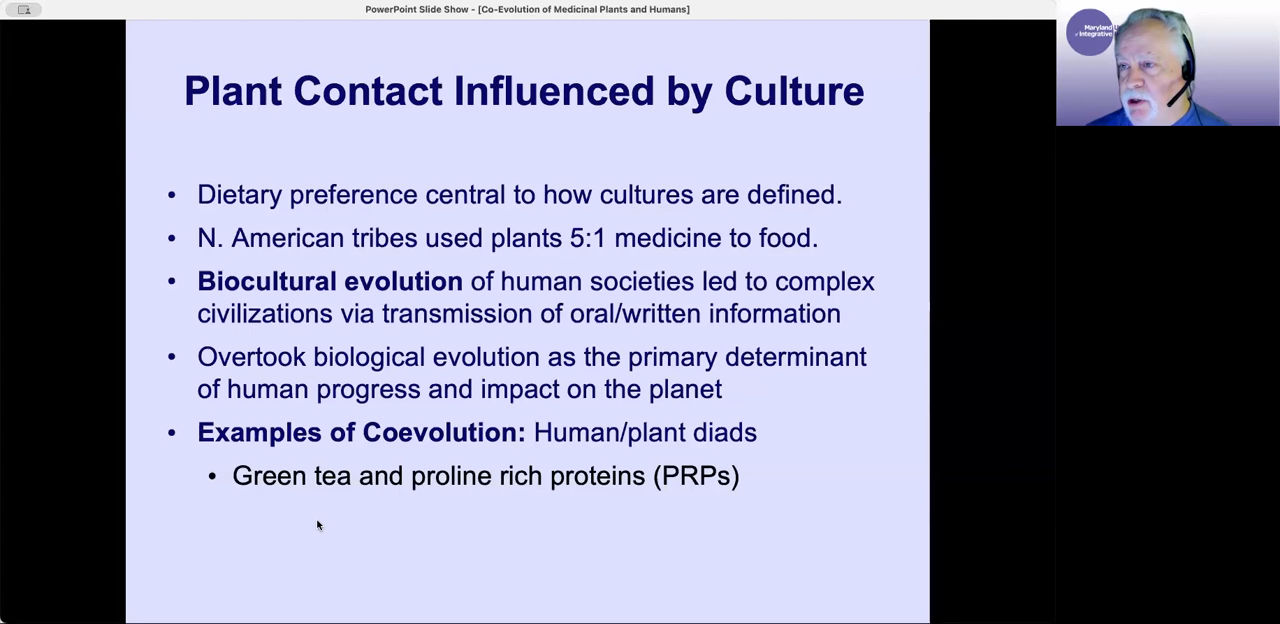 PowerPoint Slide Show - [Co-Evolution of Medicinal Plants and Humans]
Maryland
Integrative
Plant Contact Influenced by Culture
• Dietary preference central to how cultures are defined.
• N. American tribes used plants 5:1 medicine to food.
• Biocultural evolution of human societies led to complex
civilizations via transmission of oral/written information
• Overtook biological evolution as the primary determinant
of human progress and impact on the planet
• Examples of Coevolution: Human/plant diads
• Green tea and proline rich proteins (PRPs)